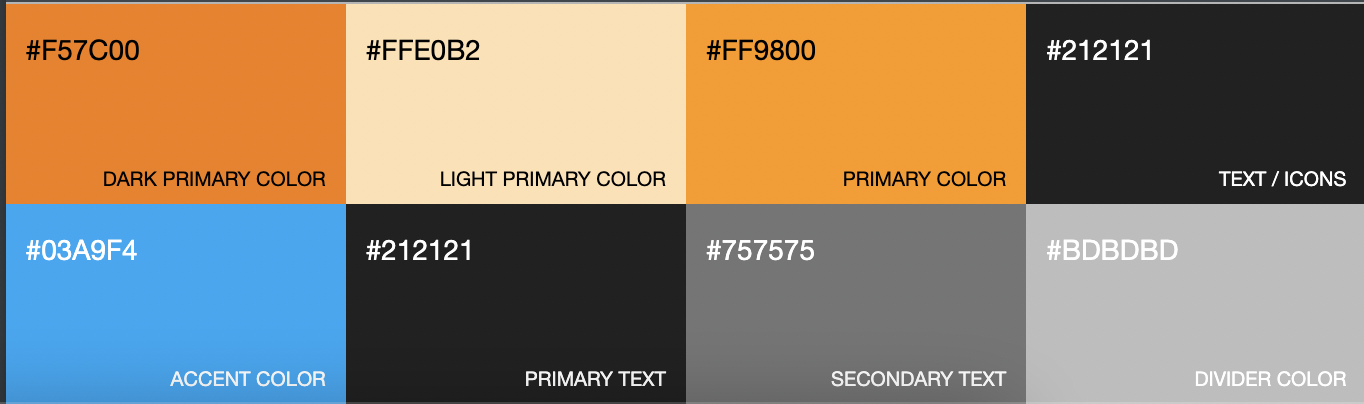 #F57C00
DARK PRIMARY COLOR
#FFE0B2
LIGHT PRIMARY COLOR
#FF9800
PRIMARY COLOR
#212121
TEXT / ICONS
#03A9F4
ACCENT COLOR
#212121
PRIMARY TEXT
#757575
SECONDARY TEXT
#BDBDBD
DIVIDER COLOR